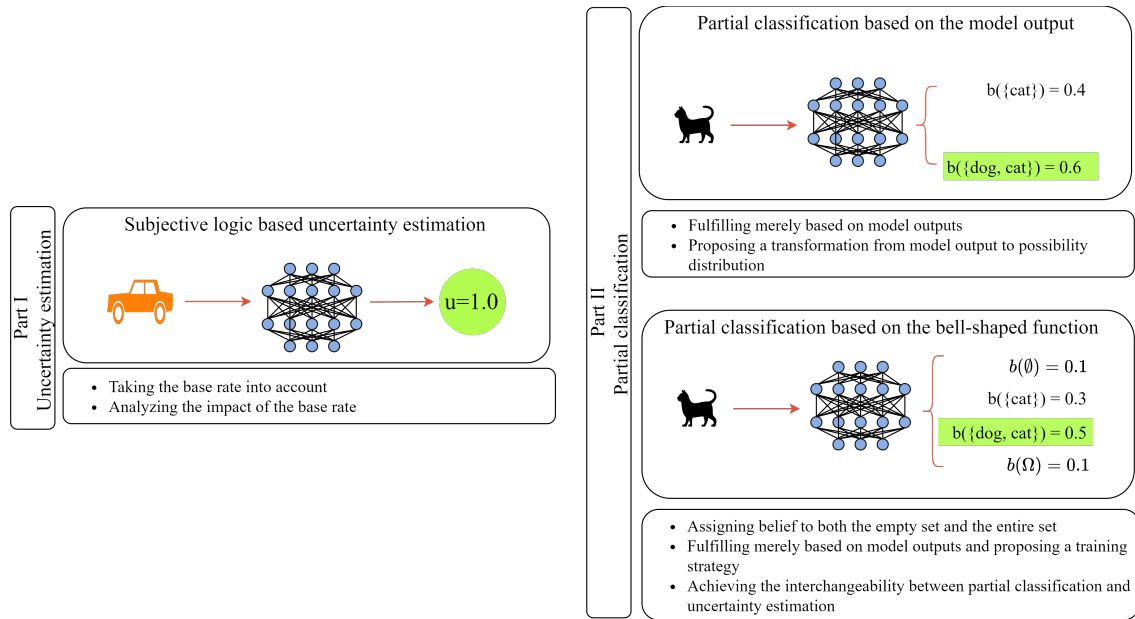 Part I
Uncertainty estimation
Subjective logic based uncertainty estimation
u=1.0
• Taking the base rate into account
• Analyzing the impact of the base rate
Part II
Partial classification
Partial classification based on the model output
b({cat}) = 0.4
b({dog, cat}) = 0.6
• Fulfilling merely based on model outputs
• Proposing a transformation from model output to possibility
distribution
Partial classification based on the bell-shaped function
b(∅) = 0.1
b({cat}) = 0.3
b({dog, cat}) = 0.5
b(Ω) = 0.1
• Assigning belief to both the empty set and the entire set
• Fulfilling merely based on model outputs and proposing a training
strategy
• Achieving the interchangeability between partial classification and
uncertainty estimation